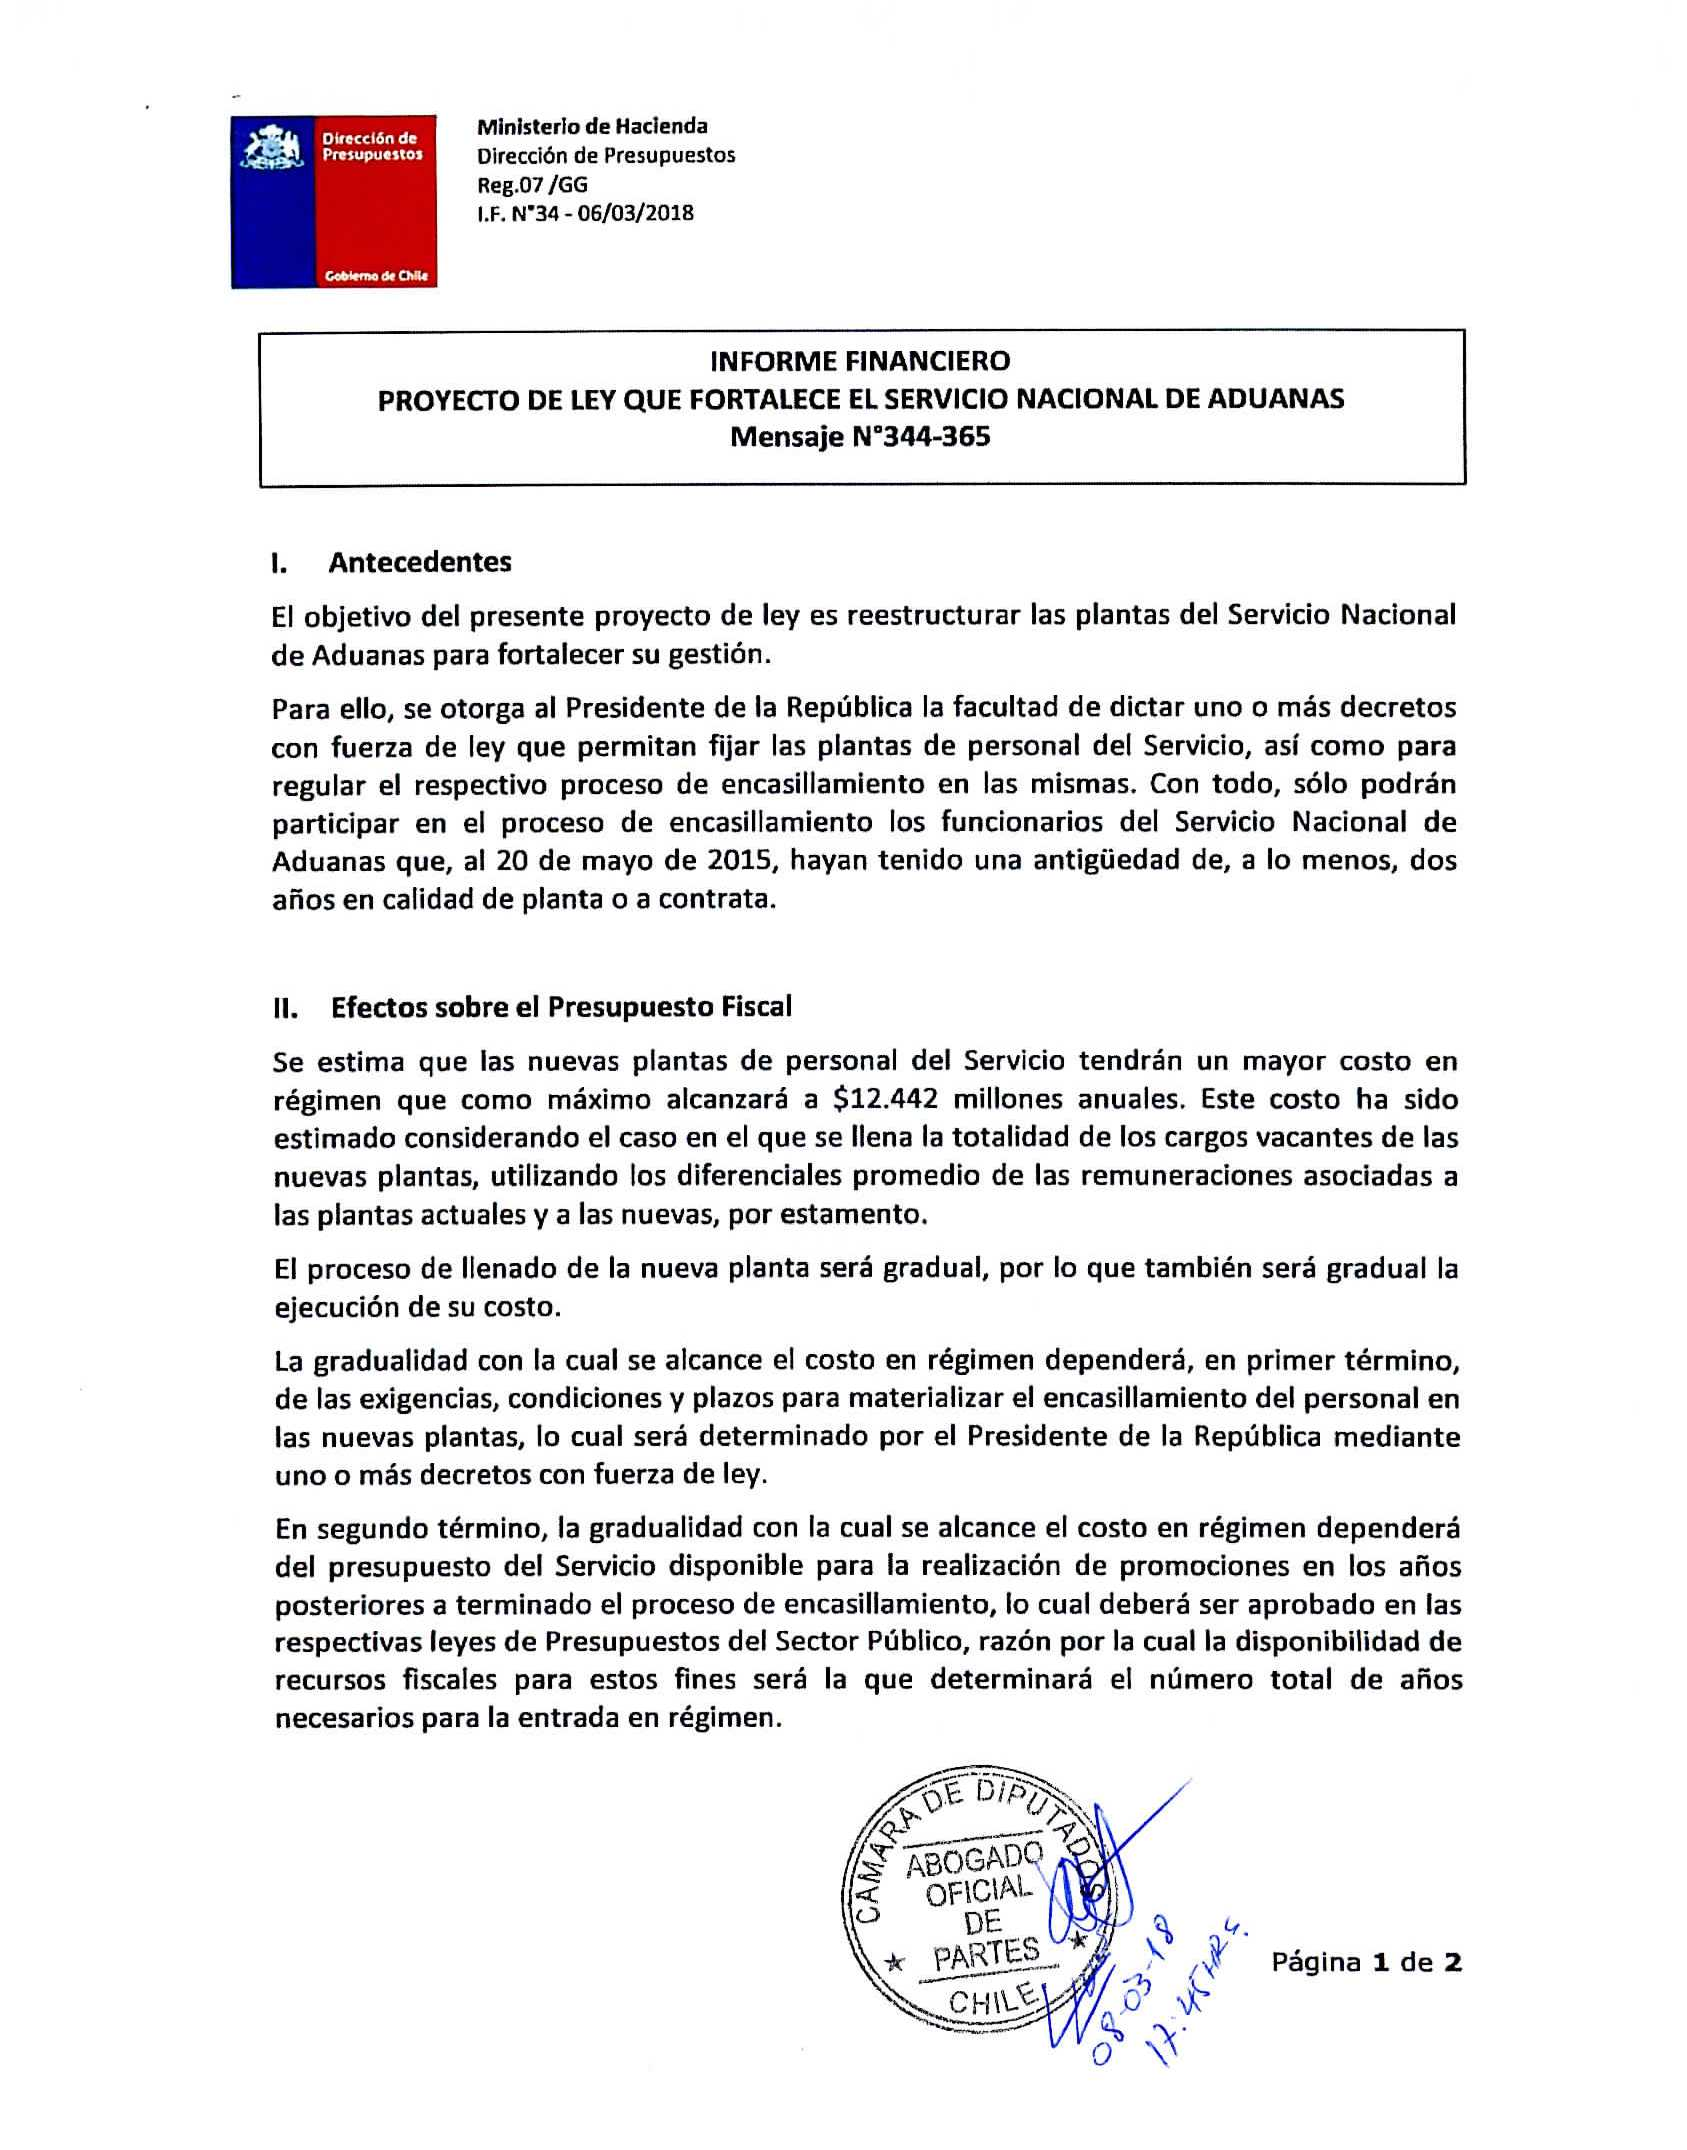 Dirección de
Presupuestos
Gobierno de Chile
Ministerio de Hacienda
Dirección de Presupuestos
Reg.07 /GG
I.F. N°34 - 06/03/2018
INFORME FINANCIERO
PROYECTO DE LEY QUE FORTALECE EL SERVICIO NACIONAL DE ADUANAS
Mensaje N°344-365
I. Antecedentes
El objetivo del presente proyecto de ley es reestructurar las plantas del Servicio Nacional
de Aduanas para fortalecer su gestión.
Para ello, se otorga al Presidente de la República la facultad de dictar uno o más decretos
con fuerza de ley que permitan fijar las plantas de personal del Servicio, así como para
regular el respectivo proceso de encasillamiento en las mismas. Con todo, sólo podrán
participar en el proceso de encasillamiento los funcionarios del Servicio Nacional de
Aduanas que, al 20 de mayo de 2015, hayan tenido una antigüedad de, a lo menos, dos
años en calidad de planta o a contrata.
II. Efectos sobre el Presupuesto Fiscal
Se estima que las nuevas plantas de personal del Servicio tendrán un mayor costo en
régimen que como máximo alcanzará a $12.442 millones anuales. Este costo ha sido
estimado considerando el caso en el que se llena la totalidad de los cargos vacantes de las
nuevas plantas, utilizando los diferenciales promedio de las remuneraciones asociadas a
las plantas actuales y a las nuevas, por estamento.
El proceso de llenado de la nueva planta será gradual, por lo que también será gradual la
ejecución de su costo.
La gradualidad con la cual se alcance el costo en régimen dependerá, en primer término,
de las exigencias, condiciones y plazos para materializar el encasillamiento del personal en
las nuevas plantas, lo cual será determinado por el Presidente de la República mediante
uno o más decretos con fuerza de ley.
En segundo término, la gradualidad con la cual se alcance el costo en régimen dependerá
del presupuesto del Servicio disponible para la realización de promociones en los años
posteriores a terminado el proceso de encasillamiento, lo cual deberá ser aprobado en las
respectivas leyes de Presupuestos del Sector Público, razón por la cual la disponibilidad de
recursos fiscales para estos fines será la que determinará el número total de años
necesarios para la entrada en régimen.
CAMARA DE DIPUTADOS
ABOGADO
OFICIAL
DE
PARTES
CHILE
08-03-18
17:45 HRS.
Página 1 de 2